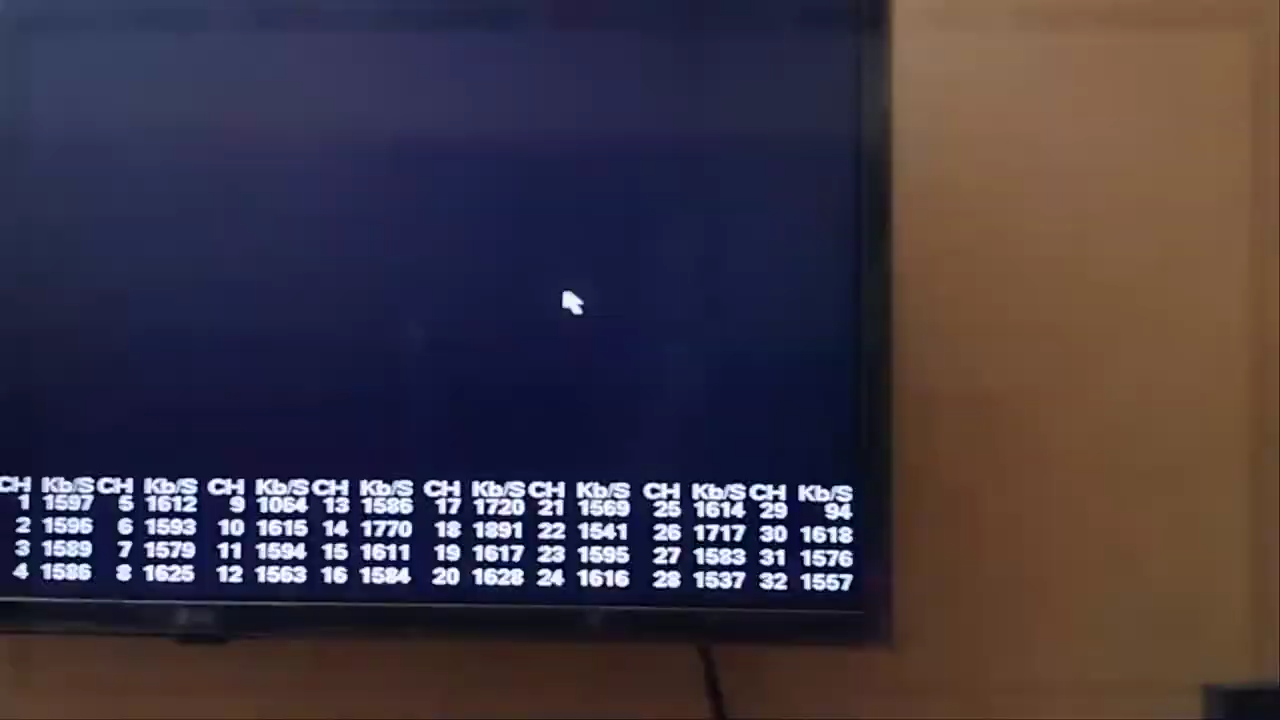 CH Kb/S CH Kb/S CH Kb/S CH Kb/S CH Kb/S CH Kb/S CH Kb/S CH Kb/S
1 1597 5 1612 9 1064 13 1586 17 1720 21 1569 25 1614 29 94
2 1596 6 1593 10 1615 14 1770 18 1891 22 1541 26 1717 30 1618
3 1589 7 1579 11 1594 15 1611 19 1617 23 1595 27 1583 31 1576
4 1586 8 1625 12 1563 16 1584 20 1628 24 1616 28 1537 32 1557